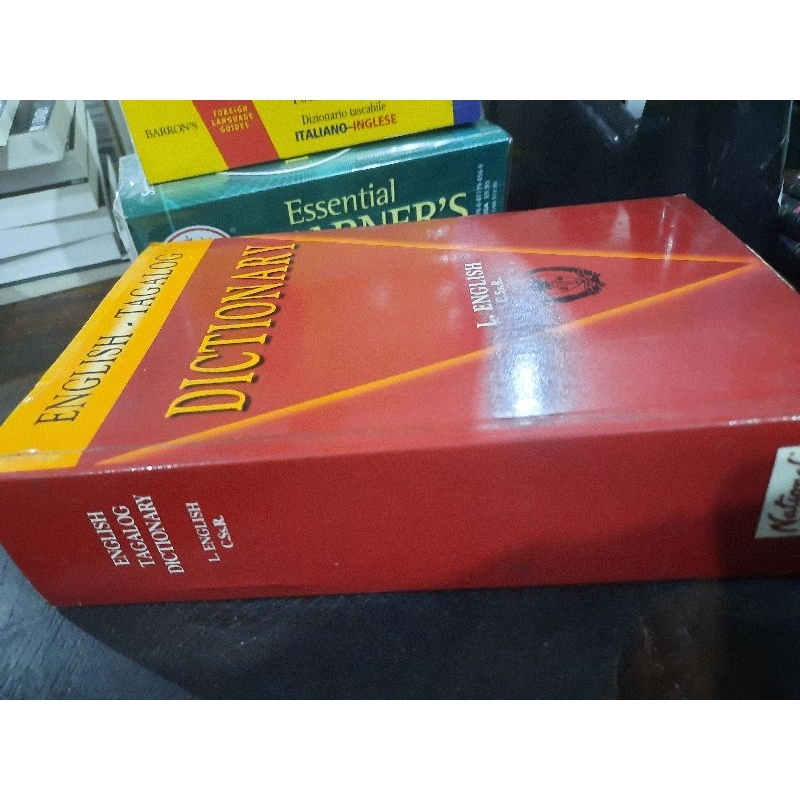 BARRON'S
FOREIGN
LANGUAGE
GUIDES
Dizionario tascabile
ITALIANO–INGLESE
Essential
ENGLISH - TAGALOG
DICTIONARY
L. ENGLISH
C.Ss.R.
ENGLISH
TAGALOG
DICTIONARY
L. ENGLISH
C.Ss.R.
National